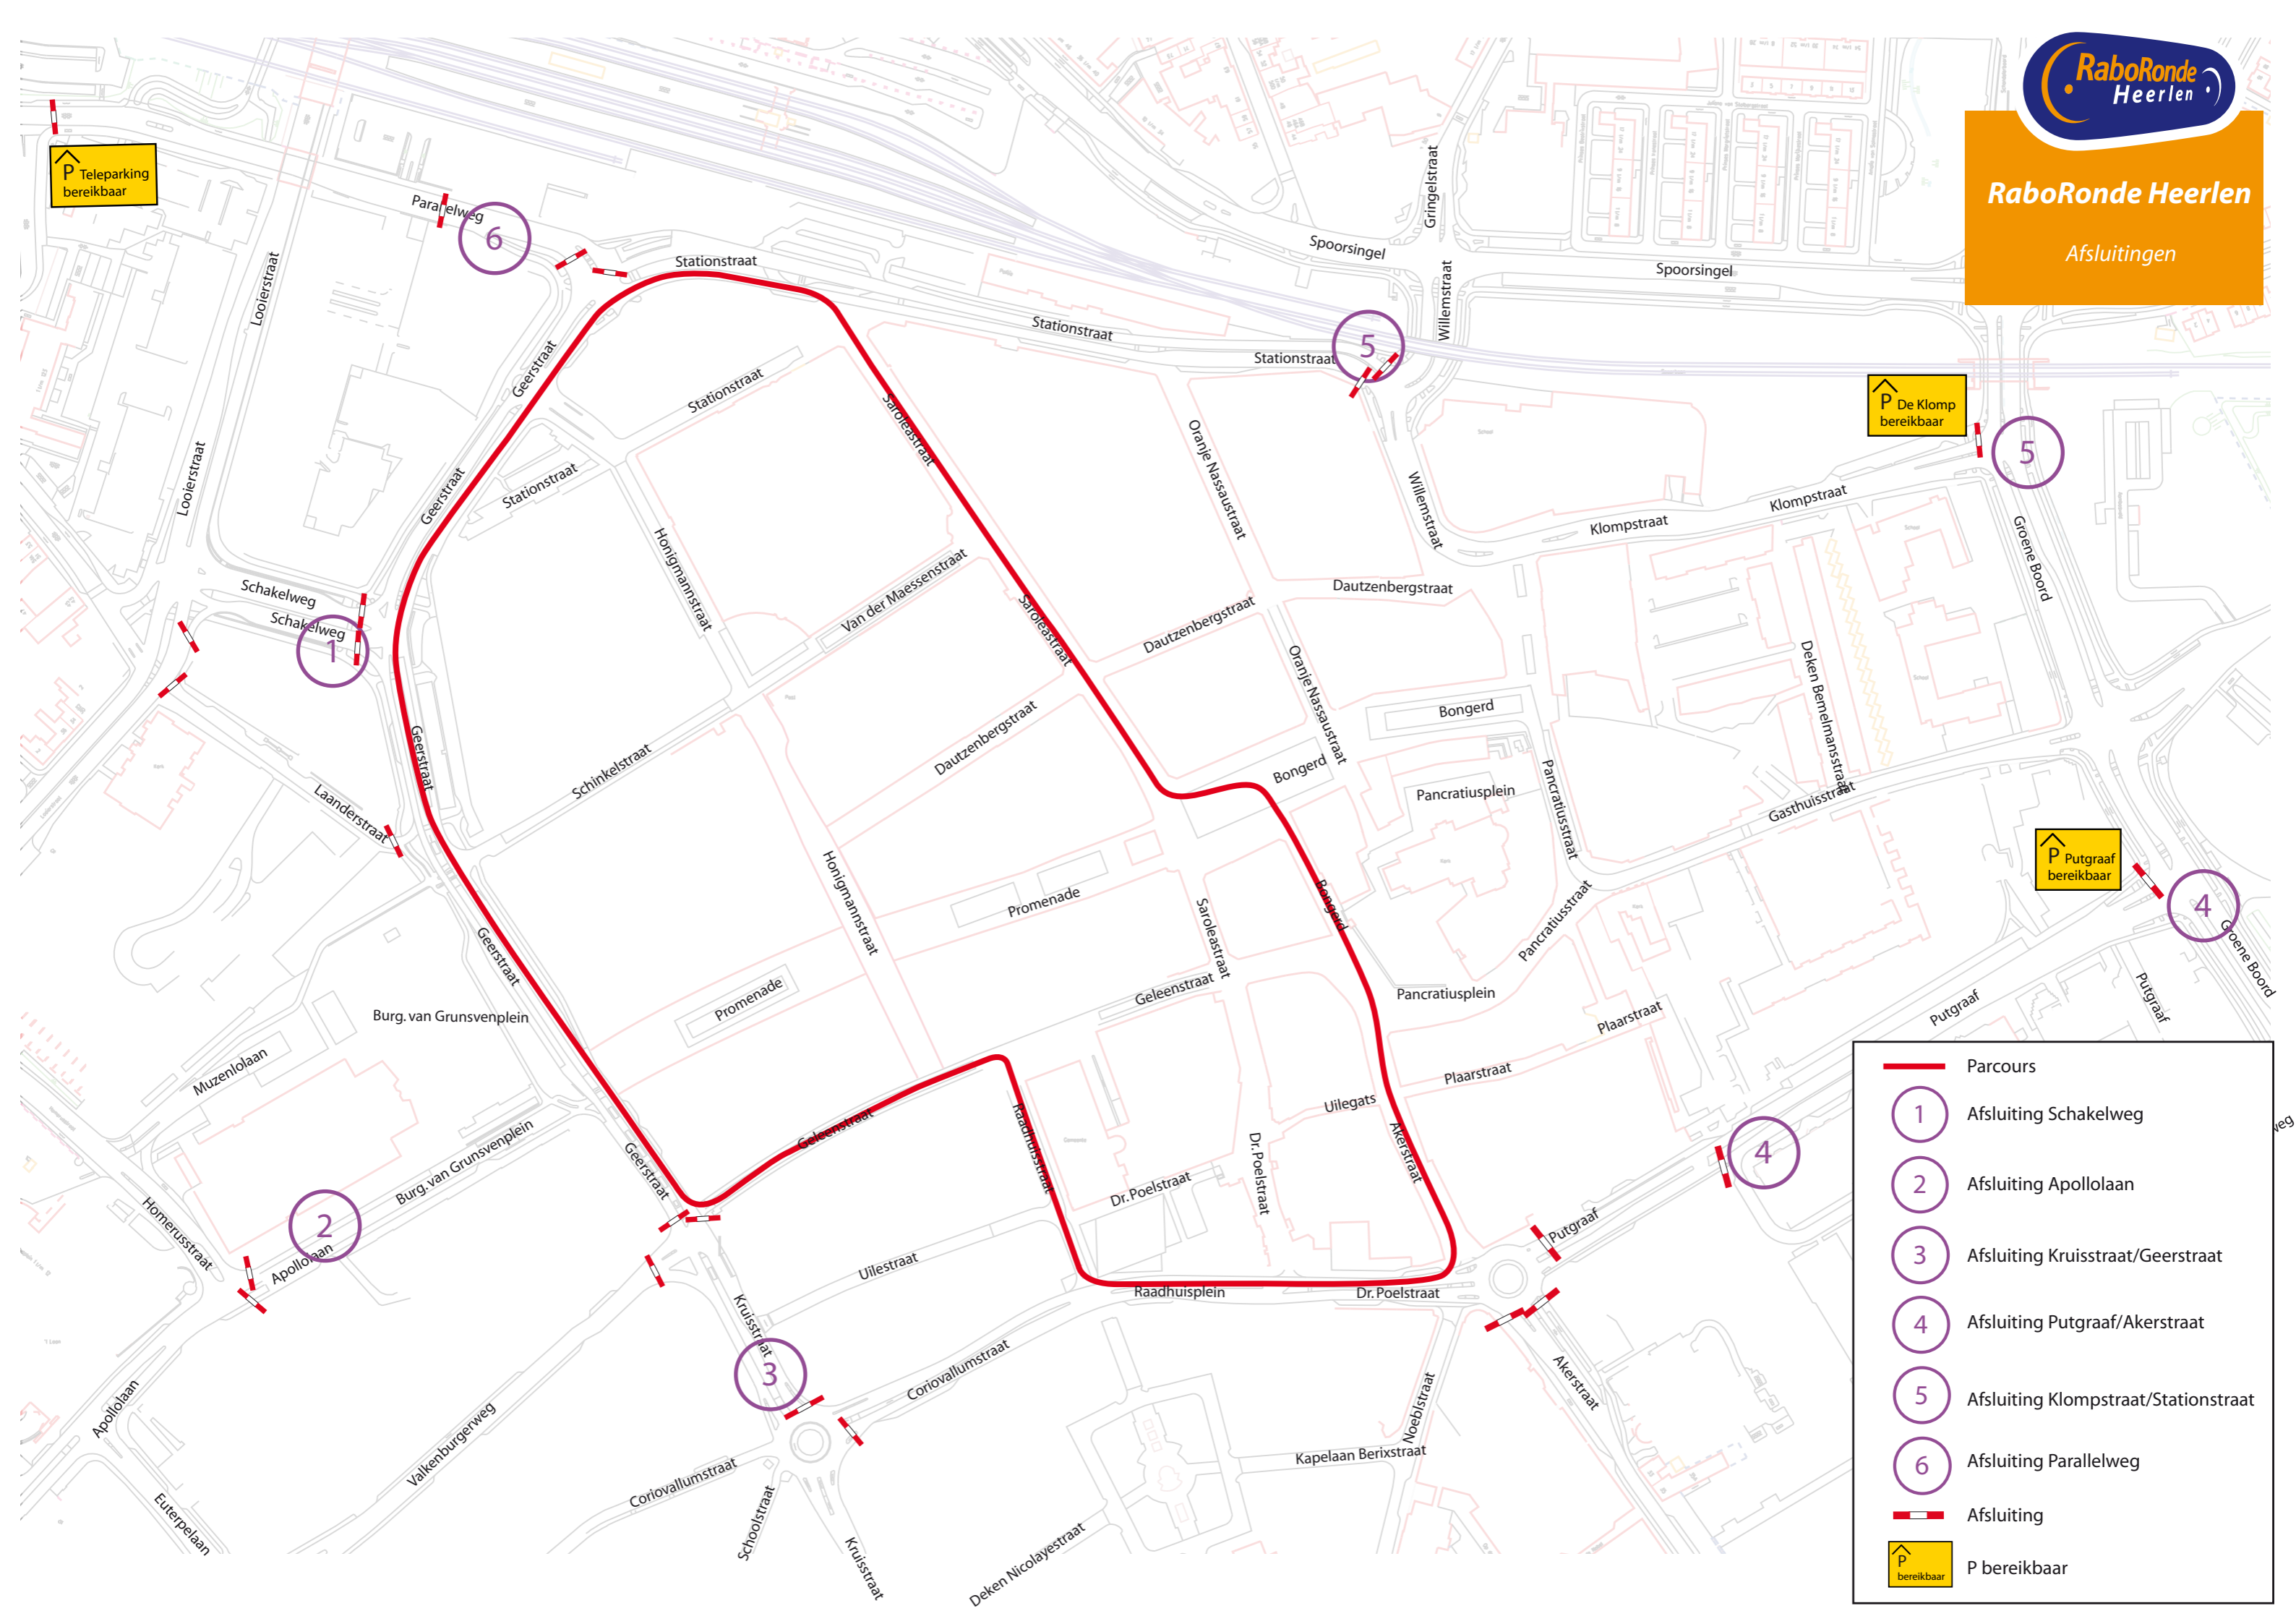 RaboRonde
Heerlen
RaboRonde Heerlen
Afsluitingen
P Teleparking
bereikbaar
Parallelweg
6
Looierstraat
Looierstraat
Stationstraat
Stationstraat
Stationstraat
Stationstraat
Stationstraat
Geerstraat
Geerstraat
Geerstraat
Geerstraat
Geerstraat
Spoorsingel
Spoorsingel
Gringelstraat
Willemstraat
Willemstraat
5
P De Klomp
bereikbaar
5
Saroleastraat
Saroleastraat
Saroleastraat
Oranje Nassaustraat
Oranje Nassaustraat
Klompstraat
Klompstraat
Groene Boord
Groene Boord
Schakelweg
Schakelweg
1
Honigmannstraat
Honigmannstraat
Van der Maessenstraat
Dautzenbergstraat
Dautzenbergstraat
Dautzenbergstraat
Schinkelstraat
Laanderstraat
Bongerd
Bongerd
Bongerd
Pancratiusplein
Pancratiusplein
Pancratiusstraat
Pancratiusstraat
Deken Bemelmansstraat
Gasthuisstraat
P Putgraaf
bereikbaar
4
Promenade
Promenade
Geleenstraat
Geleenstraat
Burg. van Grunsvenplein
Burg. van Grunsvenplein
Muzenlolaan
Homerusstraat
2
Apollolaan
Apollolaan
Euterpelaan
Valkenburgerweg
Raadhuisstraat
Raadhuisplein
Dr. Poelstraat
Dr. Poelstraat
Dr. Poelstraat
Uilegats
Plaarstraat
Plaarstraat
Akerstraat
Akerstraat
Putgraaf
Putgraaf
Putgraaf
4
Uilestraat
Kruisstraat
Kruisstraat
3
Coriovallumstraat
Coriovallumstraat
Schoolstraat
Deken Nicolayestraat
Kapelaan Berixstraat
Noeblstraat
weg
Parcours
1 Afsluiting Schakelweg
2 Afsluiting Apollolaan
3 Afsluiting Kruisstraat/Geerstraat
4 Afsluiting Putgraaf/Akerstraat
5 Afsluiting Klompstraat/Stationstraat
6 Afsluiting Parallelweg
Afsluiting
P
bereikbaar
P bereikbaar